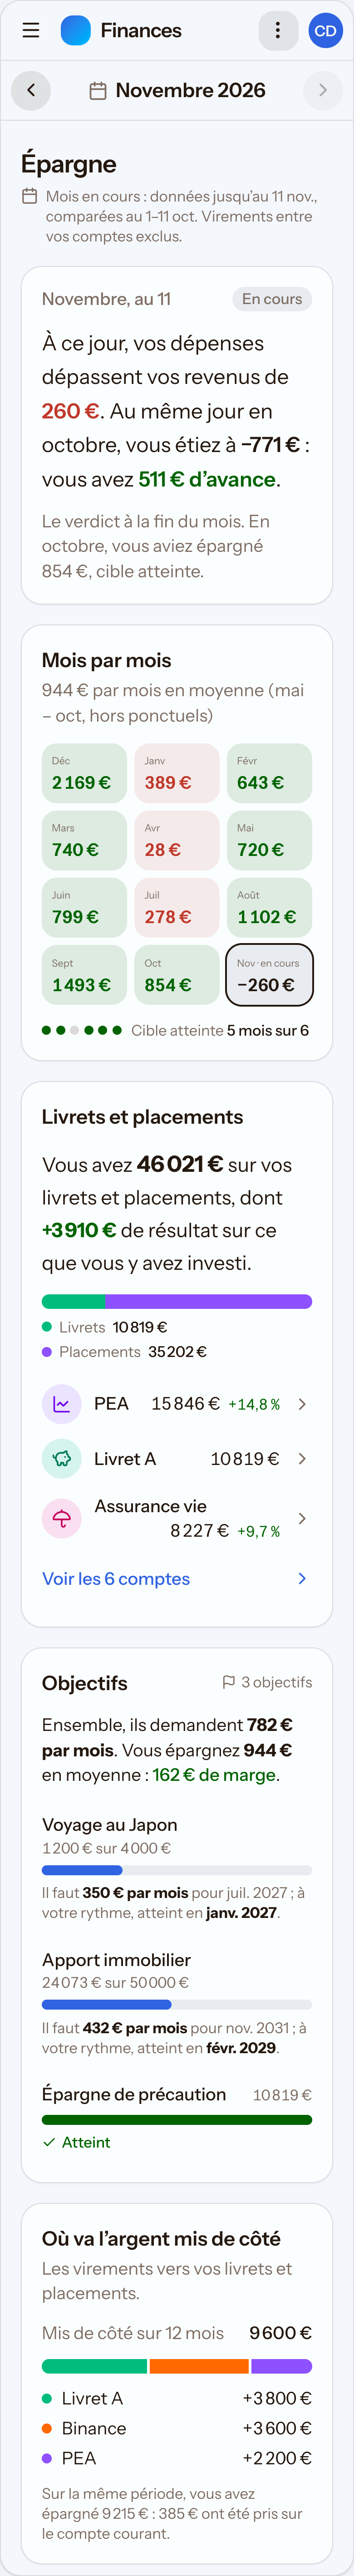 Finances
CD
Novembre 2026
Épargne
Mois en cours : données jusqu’au 11 nov.,
comparées au 1–11 oct. Virements entre
vos comptes exclus.
Novembre, au 11
En cours
À ce jour, vos dépenses
dépassent vos revenus de
260 €. Au même jour en
octobre, vous étiez à −771 € :
vous avez 511 € d’avance.
Le verdict à la fin du mois. En
octobre, vous aviez épargné
854 €, cible atteinte.
Mois par mois
944 € par mois en moyenne (mai
– oct, hors ponctuels)
Déc Janv Févr
2 169 € 389 € 643 €
Mars Avr Mai
740 € 28 € 720 €
Juin Juil Août
799 € 278 € 1 102 €
Sept Oct Nov · en cours
1 493 € 854 € −260 €
Cible atteinte 5 mois sur 6
Livrets et placements
Vous avez 46 021 € sur vos
livrets et placements, dont
+3 910 € de résultat sur ce
que vous y avez investi.
Livrets 10 819 €
Placements 35 202 €
PEA 15 846 € +14,8 %
Livret A 10 819 €
Assurance vie
8 227 € +9,7 %
Voir les 6 comptes
Objectifs
3 objectifs
Ensemble, ils demandent 782 €
par mois. Vous épargnez 944 €
en moyenne : 162 € de marge.
Voyage au Japon
1 200 € sur 4 000 €
Il faut 350 € par mois pour juil. 2027 ; à
votre rythme, atteint en janv. 2027.
Apport immobilier
24 073 € sur 50 000 €
Il faut 432 € par mois pour nov. 2031 ; à
votre rythme, atteint en févr. 2029.
Épargne de précaution 10 819 €
Atteint
Où va l’argent mis de côté
Les virements vers vos livrets et
placements.
Mis de côté sur 12 mois 9 600 €
Livret A +3 800 €
Binance +3 600 €
PEA +2 200 €
Sur la même période, vous avez
épargné 9 215 € : 385 € ont été pris sur
le compte courant.